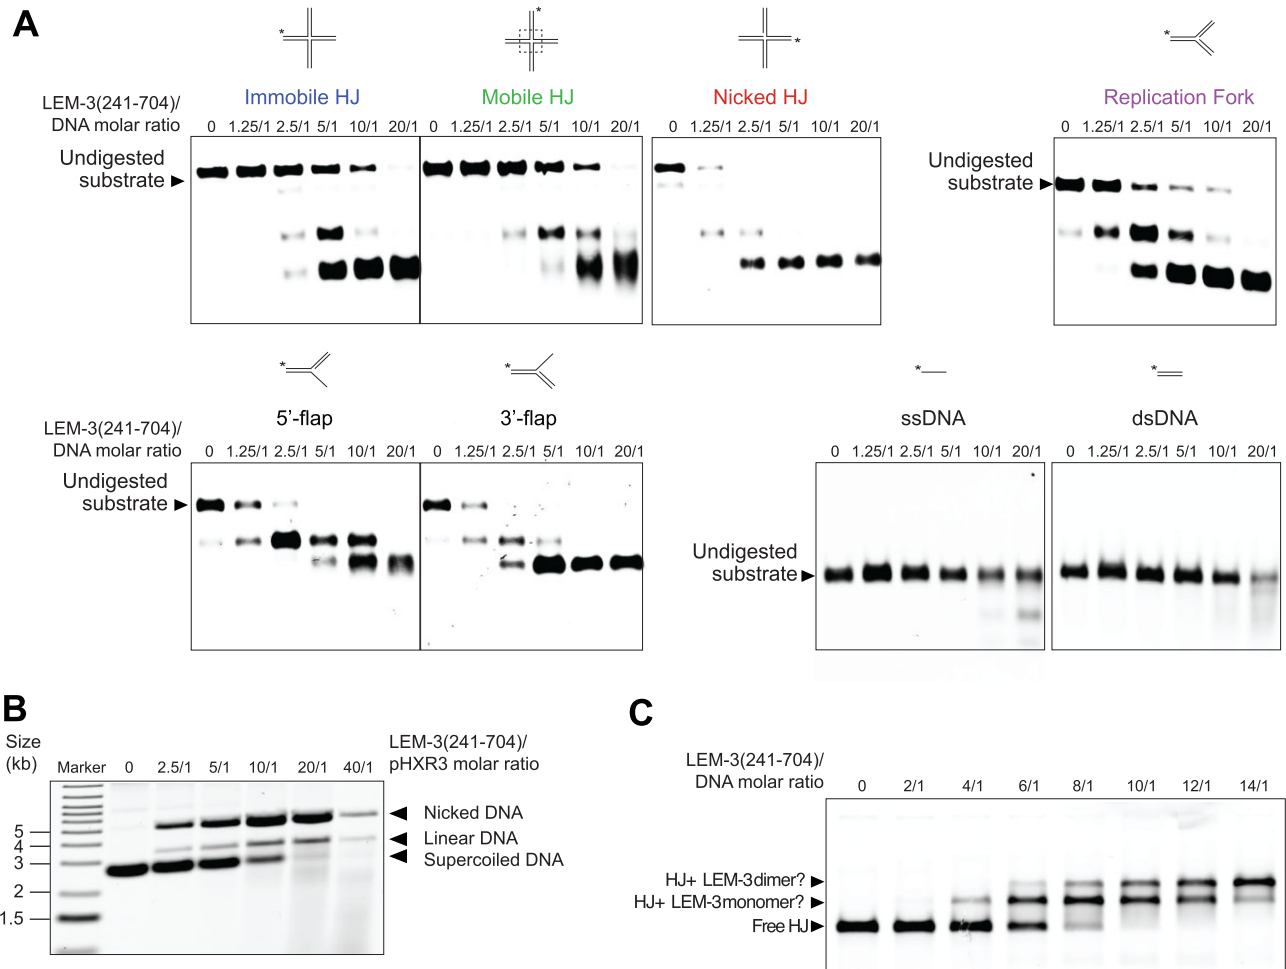 A
* * * *
Immobile HJ Mobile HJ Nicked HJ Replication Fork
LEM-3(241-704)/
DNA molar ratio 0 1.25/1 2.5/1 5/1 10/1 20/1 0 1.25/1 2.5/1 5/1 10/1 20/1 0 1.25/1 2.5/1 5/1 10/1 20/1 0 1.25/1 2.5/1 5/1 10/1 20/1
Undigested
substrate
Undigested
substrate
* * * *
5'-flap 3'-flap ssDNA dsDNA
LEM-3(241-704)/
DNA molar ratio 0 1.25/1 2.5/1 5/1 10/1 20/1 0 1.25/1 2.5/1 5/1 10/1 20/1 0 1.25/1 2.5/1 5/1 10/1 20/1 0 1.25/1 2.5/1 5/1 10/1 20/1
Undigested
substrate
Undigested
substrate
B
Size
(kb)
Marker 0 2.5/1 5/1 10/1 20/1 40/1
LEM-3(241-704)/
pHXR3 molar ratio
5
4
3
2
1.5
Nicked DNA
Linear DNA
Supercoiled DNA
C
LEM-3(241-704)/
DNA molar ratio 0 2/1 4/1 6/1 8/1 10/1 12/1 14/1
HJ+ LEM-3dimer?
HJ+ LEM-3monomer?
Free HJ